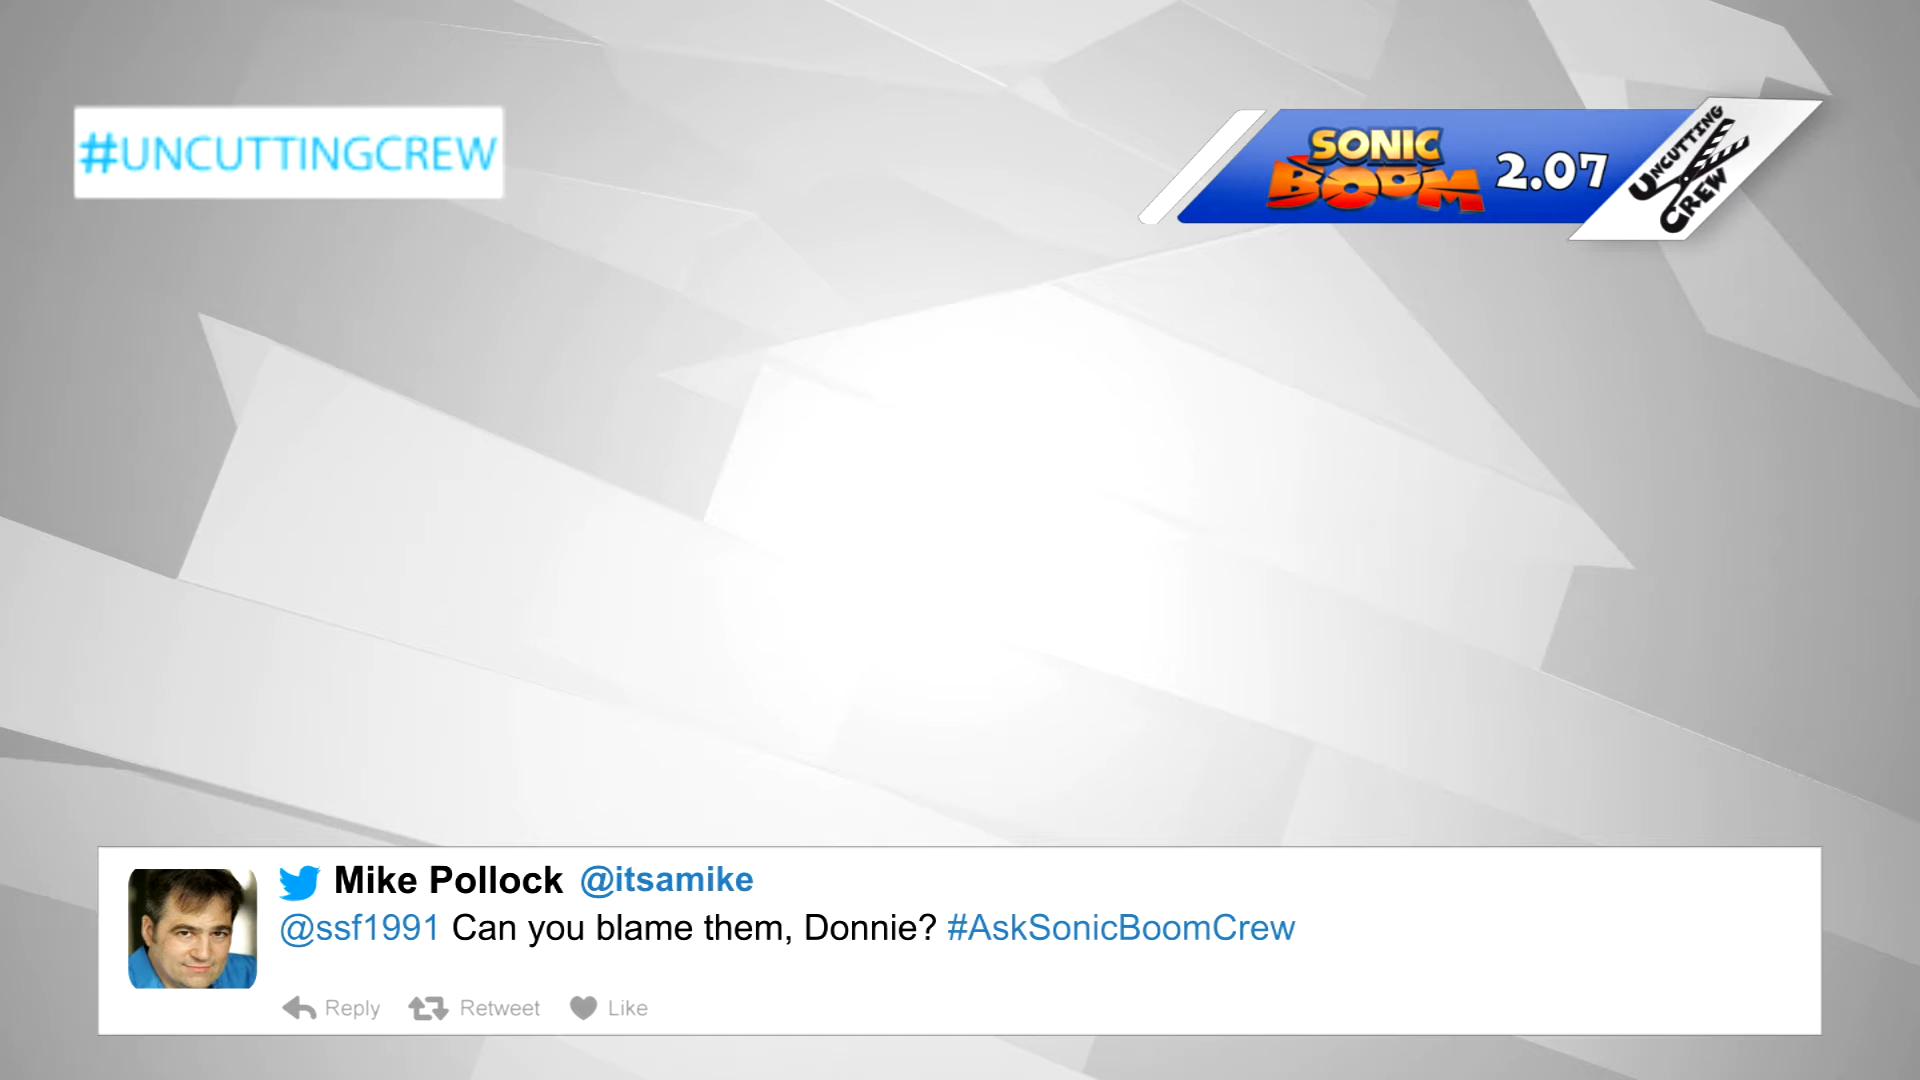 #UNCUTTINGCREW
SONIC
BOOM
2.07
UNCUTTING
CREW
Mike Pollock @itsamike
@ssf1991 Can you blame them, Donnie? #AskSonicBoomCrew
Reply Retweet Like